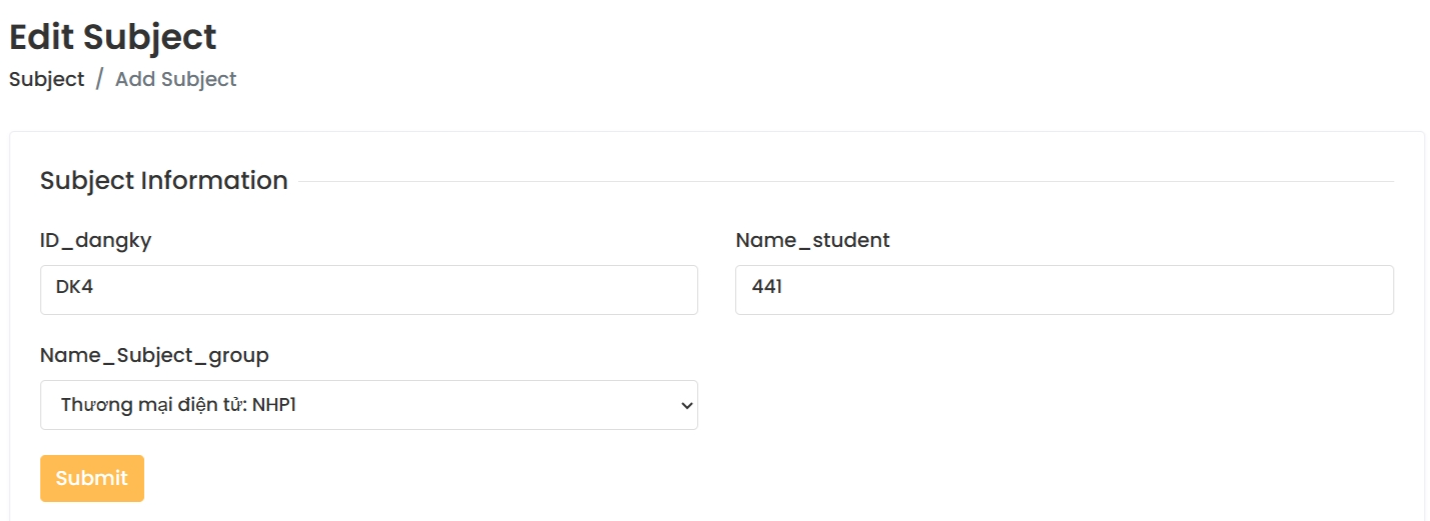 Edit Subject
Subject / Add Subject
Subject Information
ID_dangky
Name_student
DK4
441
Name_Subject_group
Thương mại điện tử: NHP1
Submit